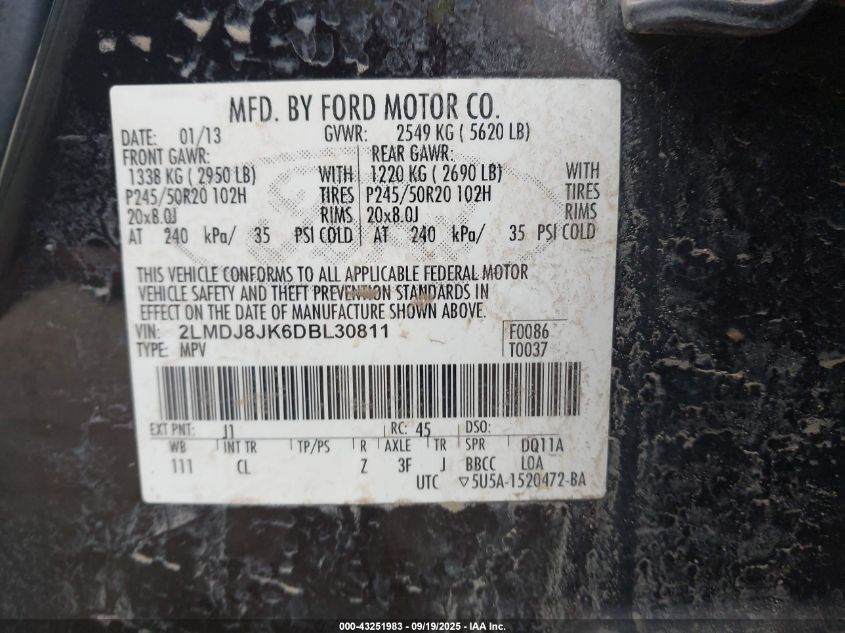 MFD. BY FORD MOTOR CO.
DATE: 01/13 GVWR: 2549 KG ( 5620 LB)
FRONT GAWR: REAR GAWR:
1338 KG ( 2950 LB) WITH 1220 KG ( 2690 LB) WITH
P245/50R20 102H TIRES P245/50R20 102H TIRES
20x8.0J RIMS 20x8.0J RIMS
AT 240 kPa/ 35 PSI COLD AT 240 kPa/ 35 PSI COLD
THIS VEHICLE CONFORMS TO ALL APPLICABLE FEDERAL MOTOR
VEHICLE SAFETY AND THEFT PREVENTION STANDARDS IN
EFFECT ON THE DATE OF MANUFACTURE SHOWN ABOVE.
VIN: 2LMDJ8JK6DBL30811 F0086
TYPE: MPV T0037
EXT PNT: J1 RC: 45 DSO:
WB INT TR TP/PS R AXLE TR SPR DQ11A
111 CL Z 3F J BBCC LOA
UTC ▽5U5A-1520472-BA
000-43251983 - 09/19/2025 - IAA Inc.